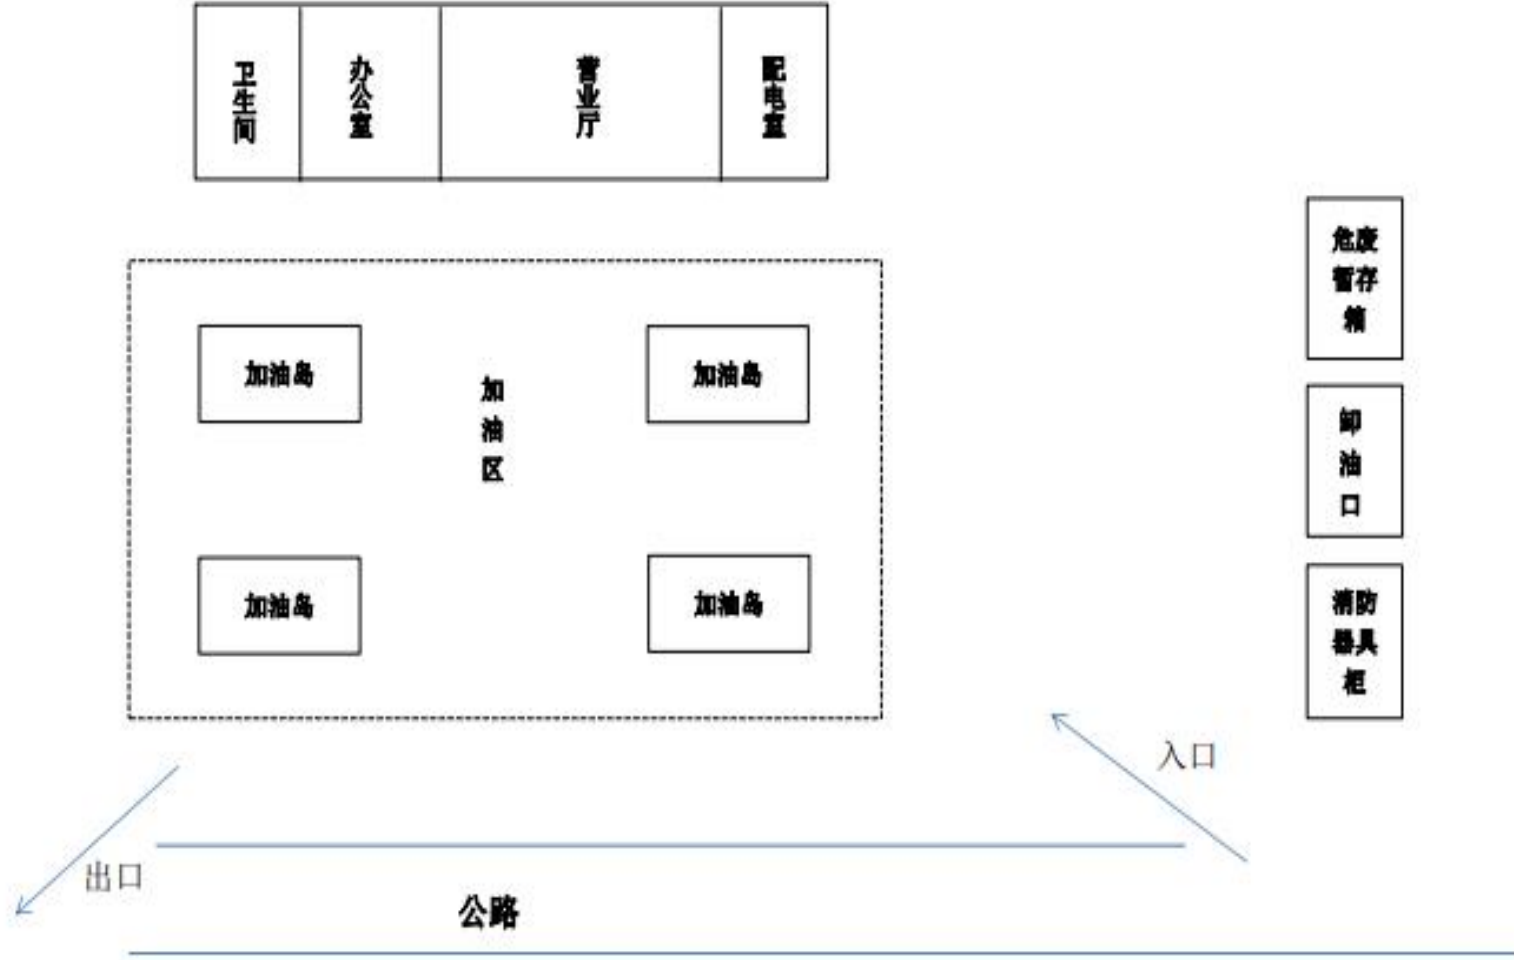 卫生间
办公室
营业厅
配电室
危废
暂存
箱
加油岛
加油岛
加油区
卸油口
加油岛
加油岛
消防
器具
柜
入口
出口
公路